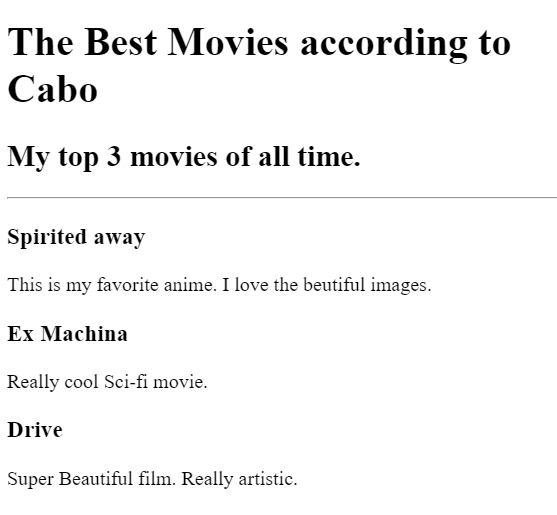 The Best Movies according to
Cabo
My top 3 movies of all time.
Spirited away
This is my favorite anime. I love the beutiful images.
Ex Machina
Really cool Sci-fi movie.
Drive
Super Beautiful film. Really artistic.